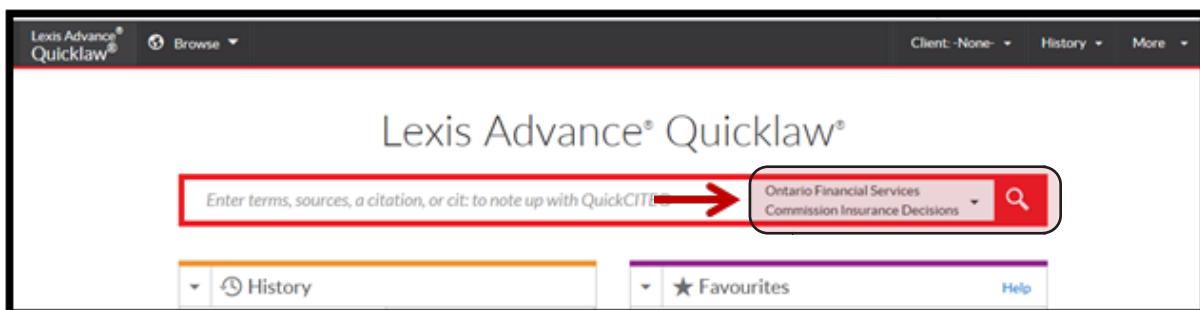 Lexis Advance®
Quicklaw®
Browse
Client: -None-
History
More
Lexis Advance® Quicklaw®
Enter terms, sources, a citation, or cit: to note up with QuickCITE
Ontario Financial Services
Commission Insurance Decisions
History
Favourites
Help